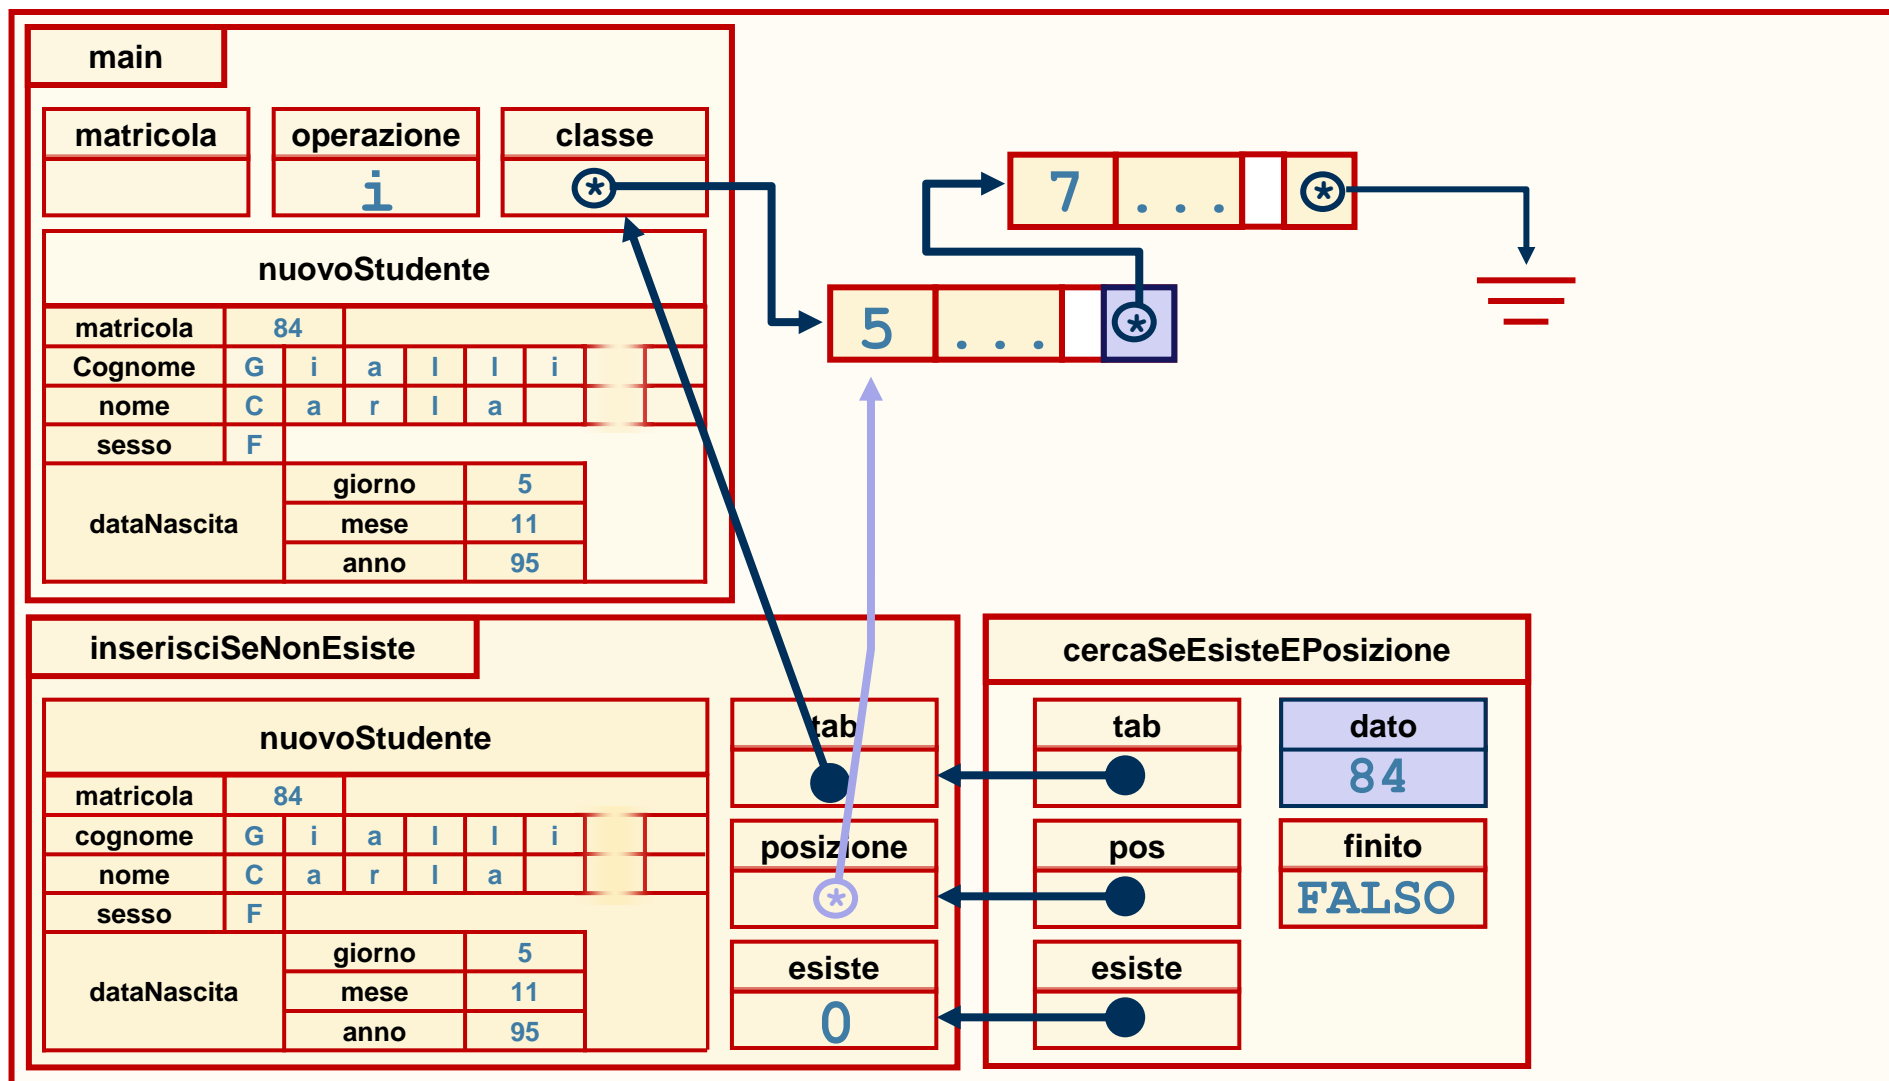 main
matricola operazione classe
i *
7 . . . *
5 . . . *
nuovoStudente
matricola 84
Cognome G i a l l i
nome C a r l a
sesso F
dataNascita
giorno 5
mese 11
anno 95
inserisciSeNonEsiste
nuovoStudente
matricola 84
cognome G i a l l i
nome C a r l a
sesso F
dataNascita
giorno 5
mese 11
anno 95
tab
posizione
*
esiste
0
cercaSeEsisteEPosizione
tab dato
84
pos finito
FALSO
esiste